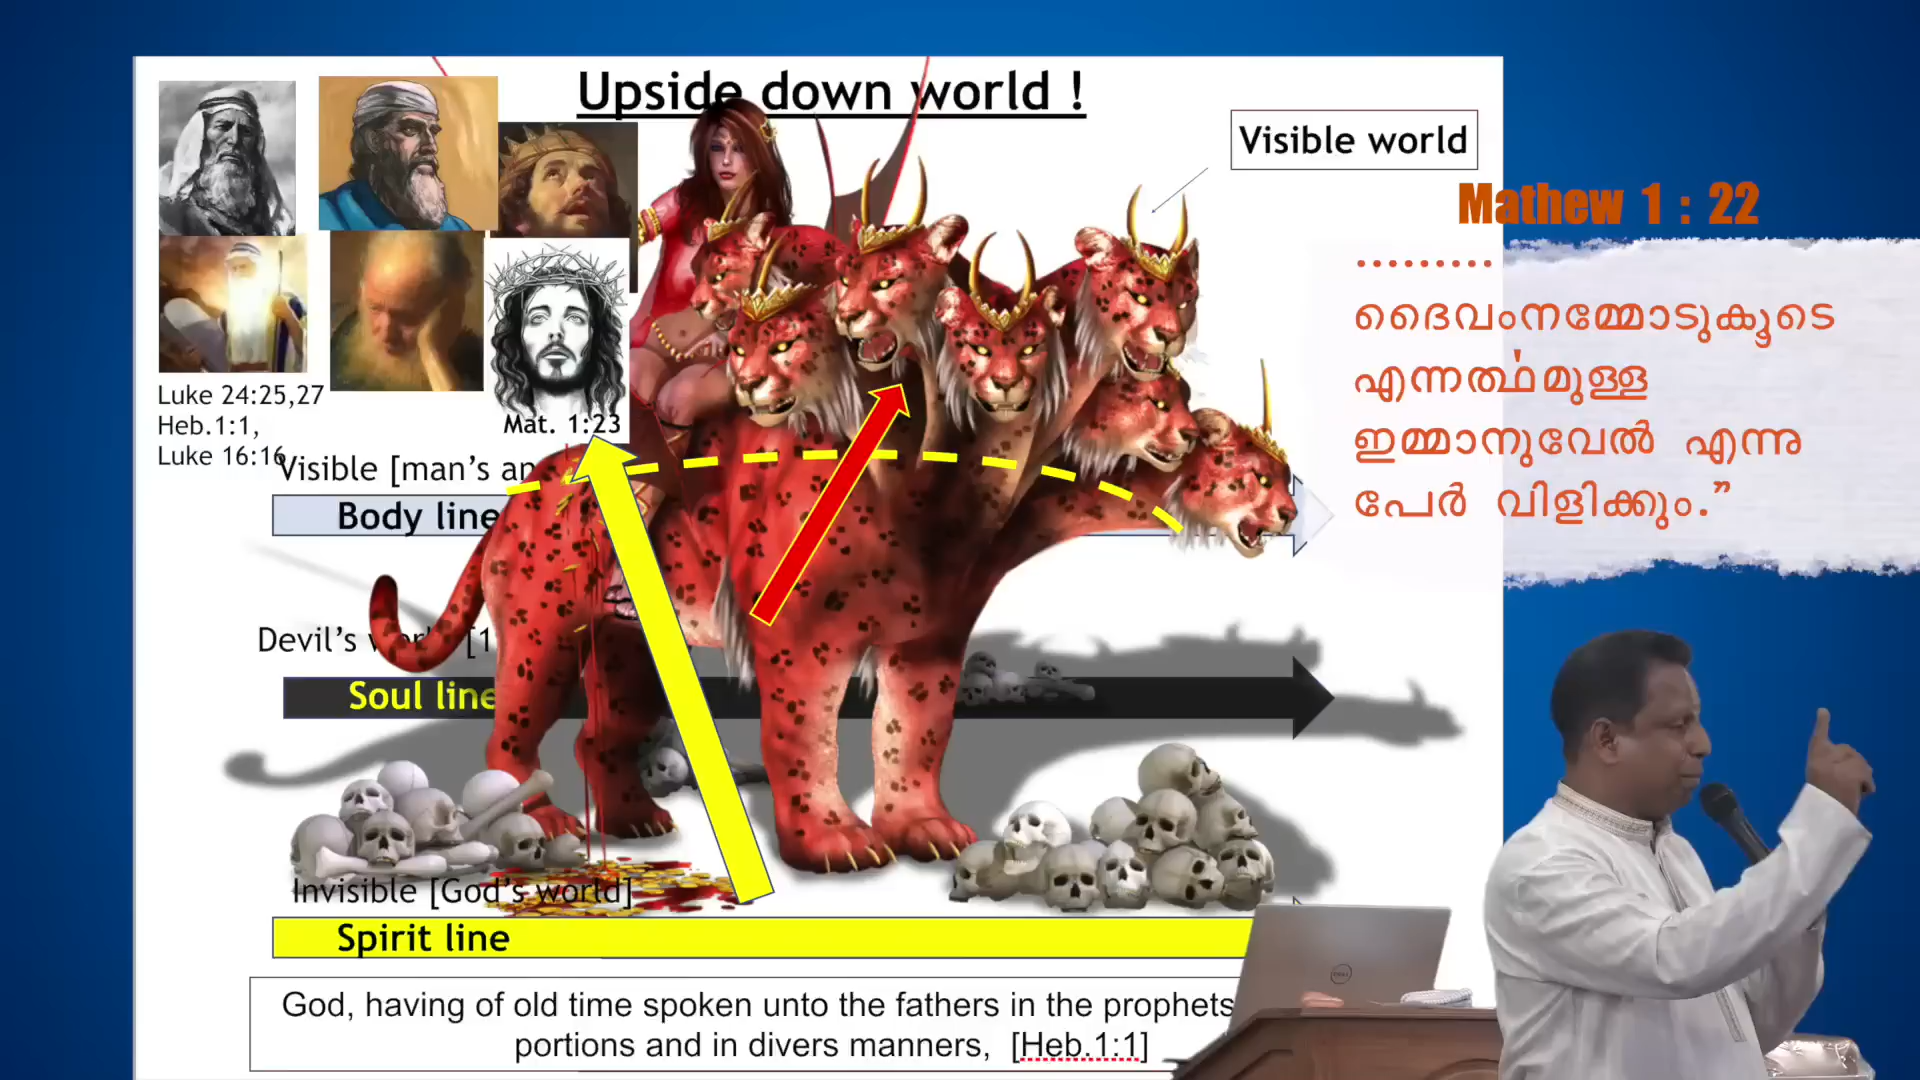 Upside down world !
Visible world
Mathew 1 : 22
.........
ദൈവംനമ്മോടുകൂടെ
എന്നർത്ഥമുള്ള
ഇമ്മാനുവേൽ എന്നു
പേർ വിളിക്കും.”
Luke 24:25,27
Heb.1:1,
Luke 16:16
Mat. 1:23
Visible [man’s
Body line
Devil’s
Soul line
Invisible [God’s world]
Spirit line
God, having of old time spoken unto the fathers in the prophets
portions and in divers manners, [Heb.1:1]
DELL